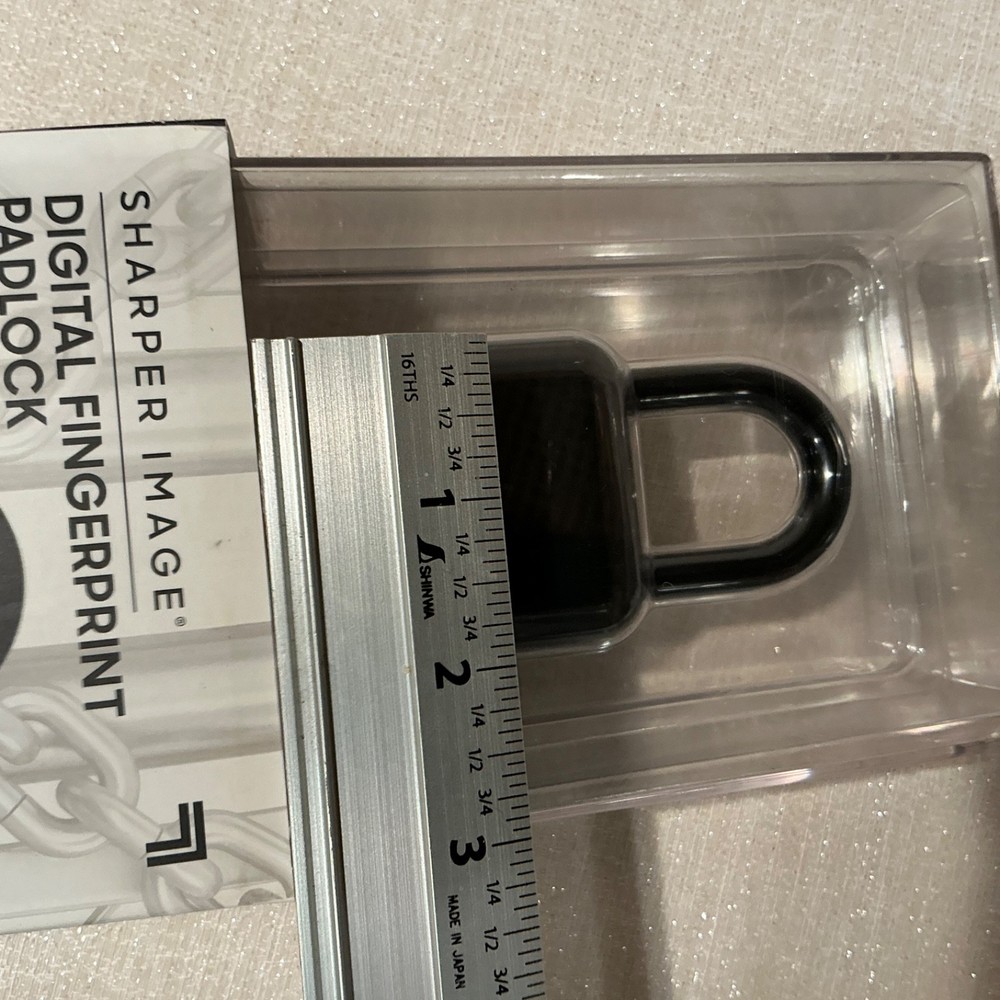 SHARPER IMAGE®
DIGITAL FINGERPRINT
PADLOCK
16THS
1/4
1/2
3/4
1
SHINWA
1/4
1/2
3/4
2
1/4
1/2
3/4
3
MADE IN JAPAN
1/4
1/2
3/4